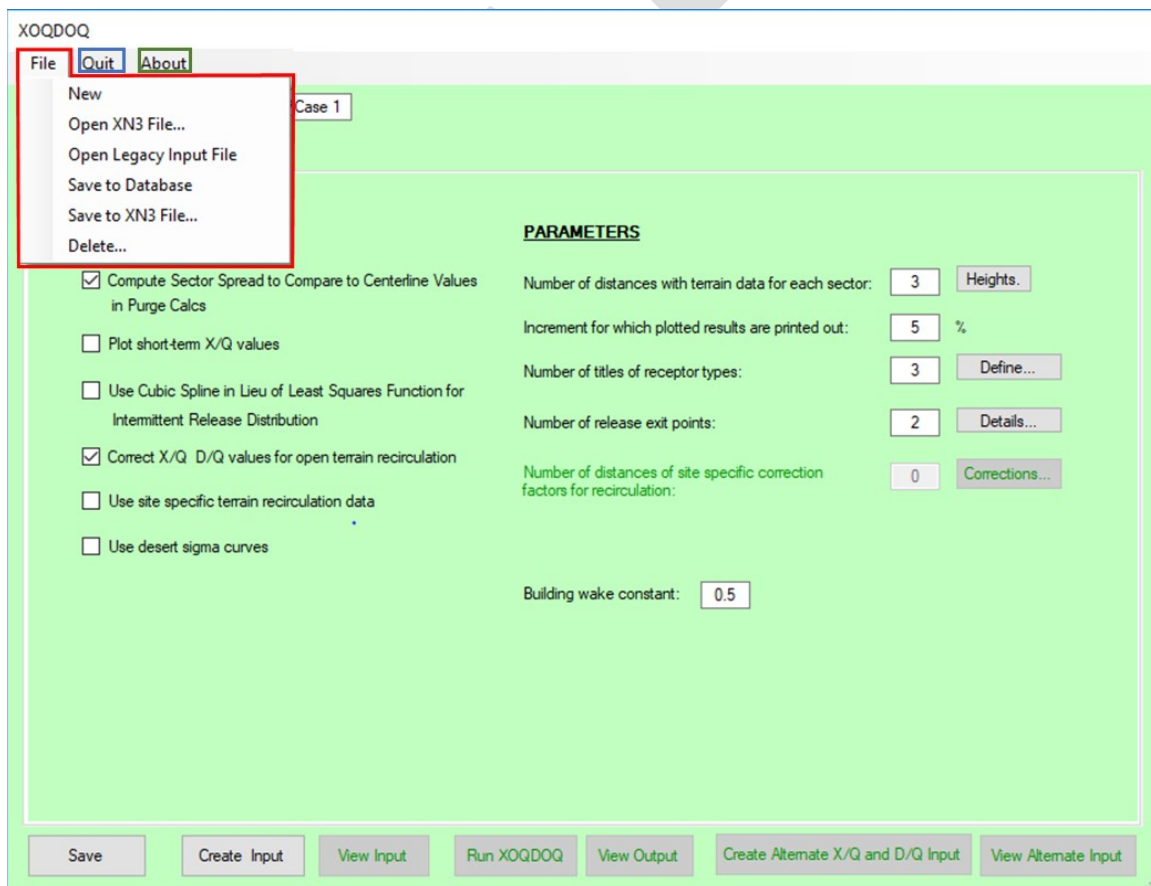 XOQDOQ
File Quit About
New
Open XN3 File...
Open Legacy Input File
Save to Database
Save to XN3 File...
Delete...
Case 1
Compute Sector Spread to Compare to Centerline Values
in Purge Calcs
Plot short-term X/Q values
Use Cubic Spline in Lieu of Least Squares Function for
Intermittent Release Distribution
Correct X/Q D/Q values for open terrain recirculation
Use site specific terrain recirculation data
Use desert sigma curves
PARAMETERS
Number of distances with terrain data for each sector: 3 Heights.
Increment for which plotted results are printed out: 5 %
Number of titles of receptor types: 3 Define...
Number of release exit points: 2 Details...
Number of distances of site specific correction
factors for recirculation: 0 Corrections...
Building wake constant: 0.5
Save Create Input View Input Run XOQDOQ View Output Create Alternate X/Q and D/Q Input View Alternate Input